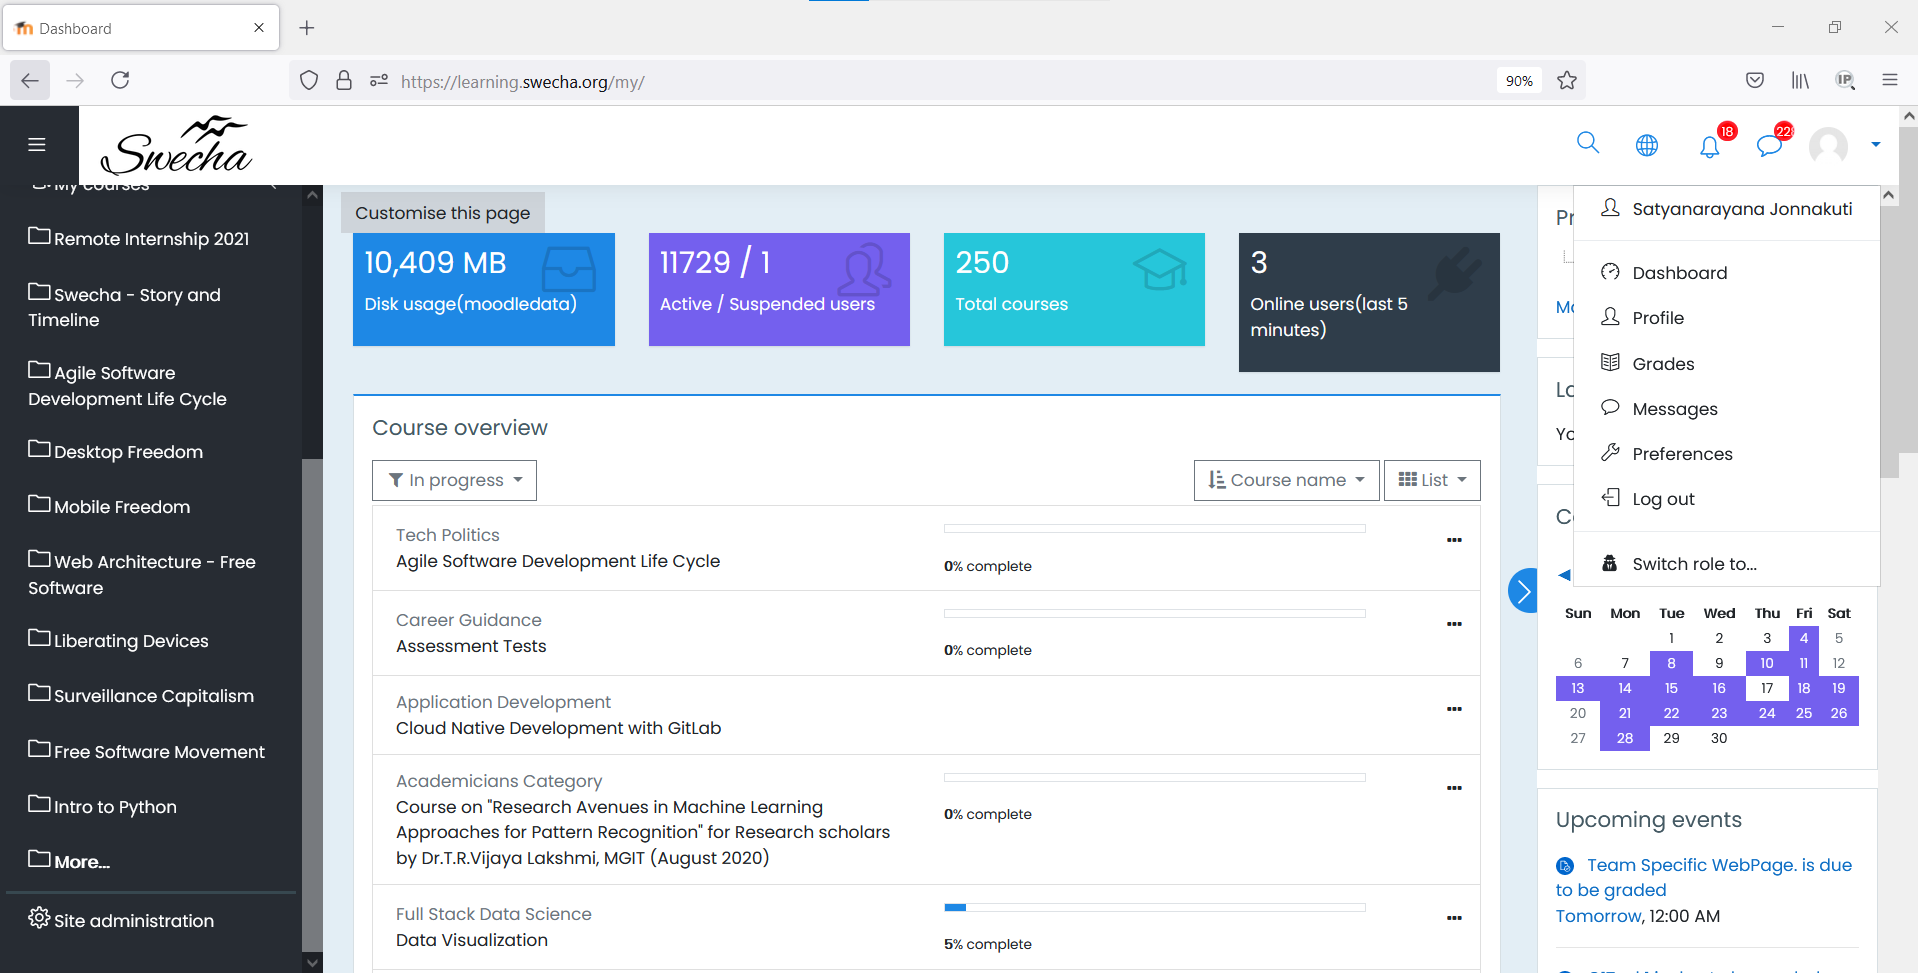 Dashboard
https://learning.swecha.org/my/
90%
IP
Swecha
18
My courses
Remote Internship 2021
Swecha - Story and
Timeline
Agile Software
Development Life Cycle
Desktop Freedom
Mobile Freedom
Web Architecture - Free
Software
Liberating Devices
Surveillance Capitalism
Free Software Movement
Intro to Python
More...
Site administration
Customise this page
10,409 MB
Disk usage(moodledata)
11729 / 1
Active / Suspended users
250
Total courses
3
Online users(last 5
minutes)
Course overview
In progress
Course name
List
Tech Politics
Agile Software Development Life Cycle
0% complete
Career Guidance
Assessment Tests
0% complete
Application Development
Cloud Native Development with GitLab
Academicians Category
Course on "Research Avenues in Machine Learning
Approaches for Pattern Recognition" for Research scholars
by Dr.T.R.Vijaya Lakshmi, MGIT (August 2020)
0% complete
Full Stack Data Science
Data Visualization
5% complete
Satyanarayana Jonnakuti
Dashboard
Profile
Grades
Messages
Preferences
Log out
Switch role to...
Sun Mon Tue Wed Thu Fri Sat
1 2 3 4 5
6 7 8 9 10 11 12
13 14 15 16 17 18 19
20 21 22 23 24 25 26
27 28 29 30
Upcoming events
Team Specific WebPage. is due
to be graded
Tomorrow, 12:00 AM